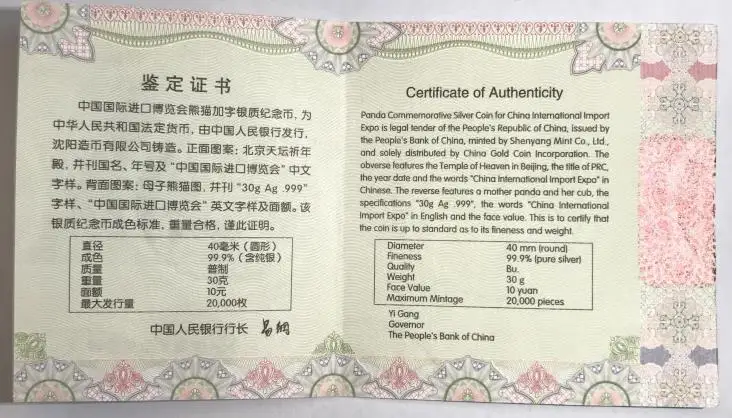 鉴定证书
中国国际进口博览会熊猫加字银质纪念币，为
中华人民共和国法定货币，由中国人民银行发行，
沈阳造币有限公司铸造。正面图案：北京天坛祈年
殿，并刊国名、年号及“中国国际进口博览会”中文
字样。背面图案：母子熊猫图，并刊“30g Ag .999”
字样、“中国国际进口博览会”英文字样及面额。该
银质纪念币成色标准，重量合格，谨此证明。
直径 40毫米（圆形）
成色 99.9%（含纯银）
质量 普制
重量 30克
面额 10元
最大发行量 20,000枚
中国人民银行行长 易纲
Certificate of Authenticity
Panda Commemorative Silver Coin for China International Import
Expo is legal tender of the People's Republic of China, issued by
the People's Bank of China, minted by Shenyang Mint Co., Ltd.,
and solely distributed by China Gold Coin Incorporation. The
obverse features the Temple of Heaven in Beijing, the title of PRC,
the year date and the words "China International Import Expo" in
Chinese. The reverse features a mother panda and her cub, the
specifications "30g Ag .999", the words "China International
Import Expo" in English and the face value. This is to certify that
the coin is up to standard as to its fineness and weight.
Diameter 40 mm (round)
Fineness 99.9% (pure silver)
Quality Bu.
Weight 30 g
Face Value 10 yuan
Maximum Mintage 20,000 pieces
Yi Gang
Governor
The People's Bank of China